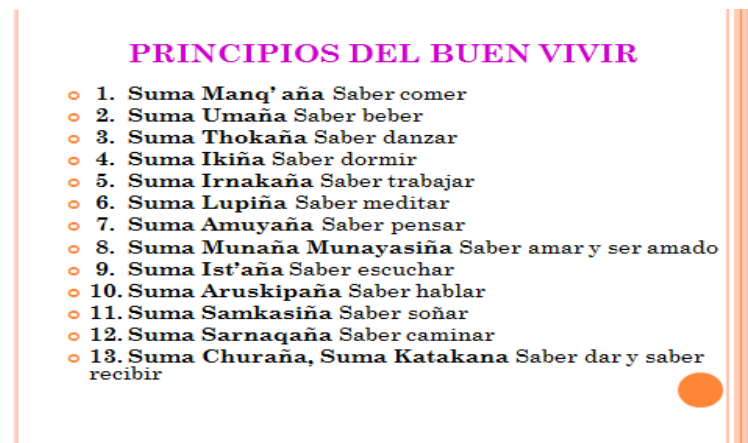 PRINCIPIOS DEL BUEN VIVIR
1. Suma Manq' aña Saber comer
2. Suma Umaña Saber beber
3. Suma Thokaña Saber danzar
4. Suma Ikiña Saber dormir
5. Suma Irnakaña Saber trabajar
6. Suma Lupiña Saber meditar
7. Suma Amuyaña Saber pensar
8. Suma Munaña Munayasiña Saber amar y ser amado
9. Suma Ist'aña Saber escuchar
10. Suma Aruskipaña Saber hablar
11. Suma Samkasiña Saber soñar
12. Suma Sarnaqaña Saber caminar
13. Suma Churaña, Suma Katakana Saber dar y saber
recibir